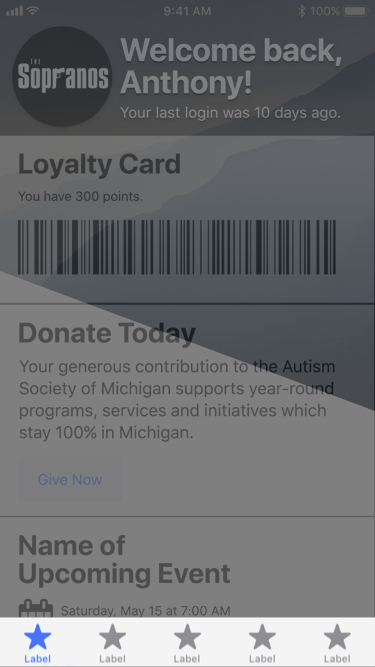 9:41 AM
100%
THE
Sopranos
Welcome back,
Anthony!
Your last login was 10 days ago.
Loyalty Card
You have 300 points.
Donate Today
Your generous contribution to the Autism
Society of Michigan supports year-round
programs, services and initiatives which
stay 100% in Michigan.
Give Now
Name of
Upcoming Event
Saturday, May 15 at 7:00 AM
Label
Label
Label
Label
Label